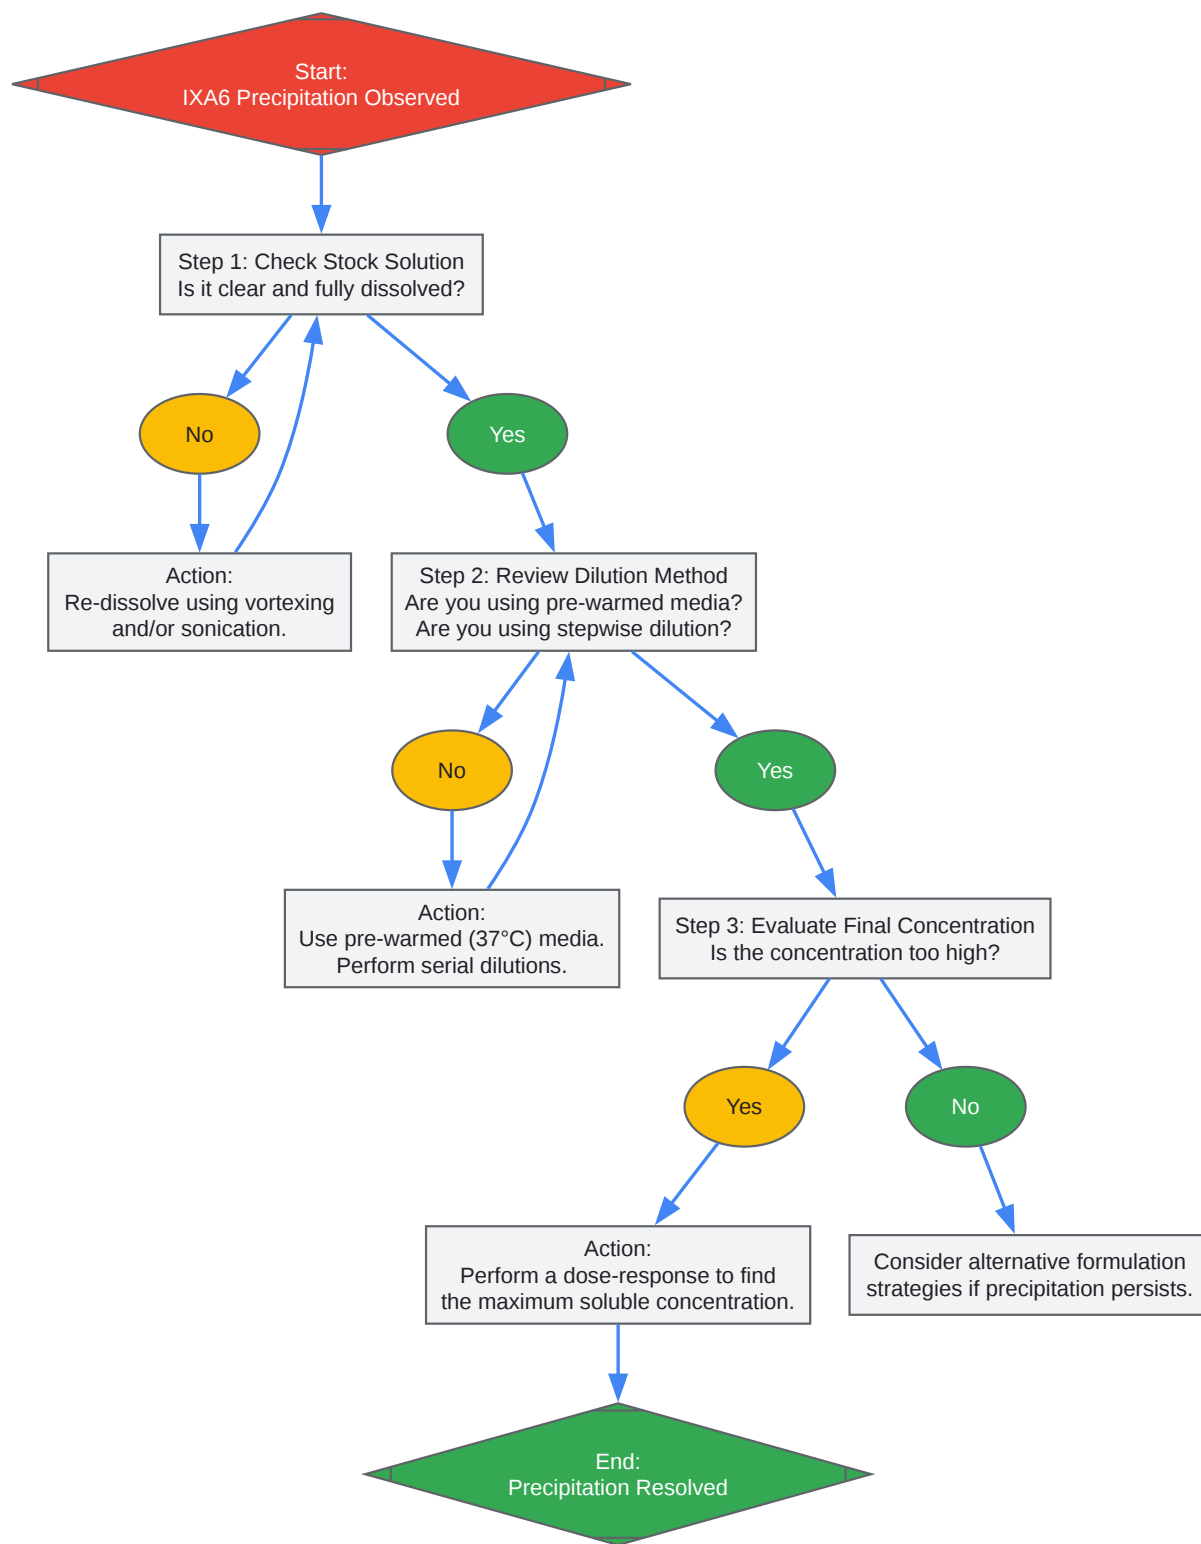 Start:
IXA6 Precipitation Observed
Step 1: Check Stock Solution
Is it clear and fully dissolved?
No
Yes
Action:
Re-dissolve using vortexing
and/or sonication.
Step 2: Review Dilution Method
Are you using pre-warmed media?
Are you using stepwise dilution?
No
Yes
Action:
Use pre-warmed (37°C) media.
Perform serial dilutions.
Step 3: Evaluate Final Concentration
Is the concentration too high?
Yes
No
Action:
Perform a dose-response to find
the maximum soluble concentration.
Consider alternative formulation
strategies if precipitation persists.
End:
Precipitation Resolved